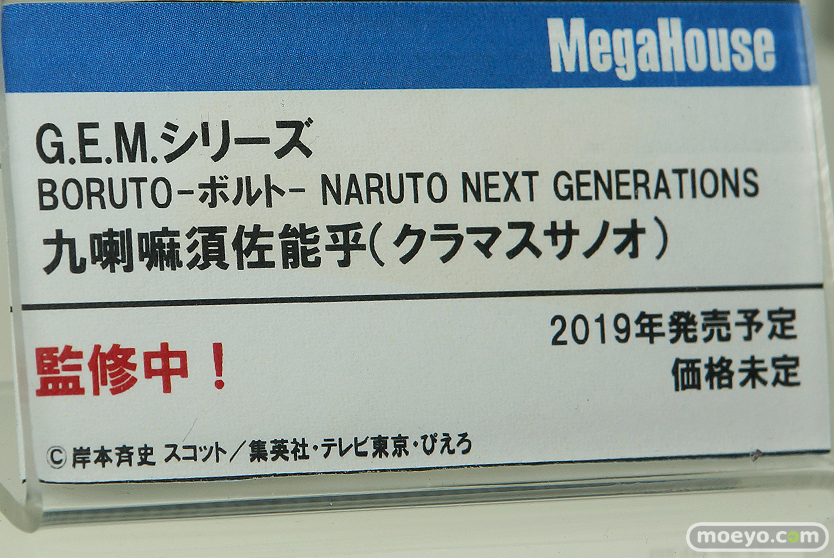 MegaHouse
G.E.M.シリーズ
BORUTO-ボルト- NARUTO NEXT GENERATIONS
九喇嘛須佐能乎(クラマスサノオ)
2019年発売予定
監修中!
価格未定
©岸本斉史 スコット/集英社・テレビ東京・ぴえろ
moeyo.com